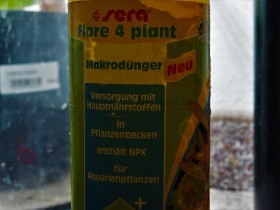 sera
flore 4 plant
Makrodünger
Neu
Versorgung mit
Hauptnährstoffen
in
Pflanzenbecken
enthält NPK
für
Aquarienpflanzen
+